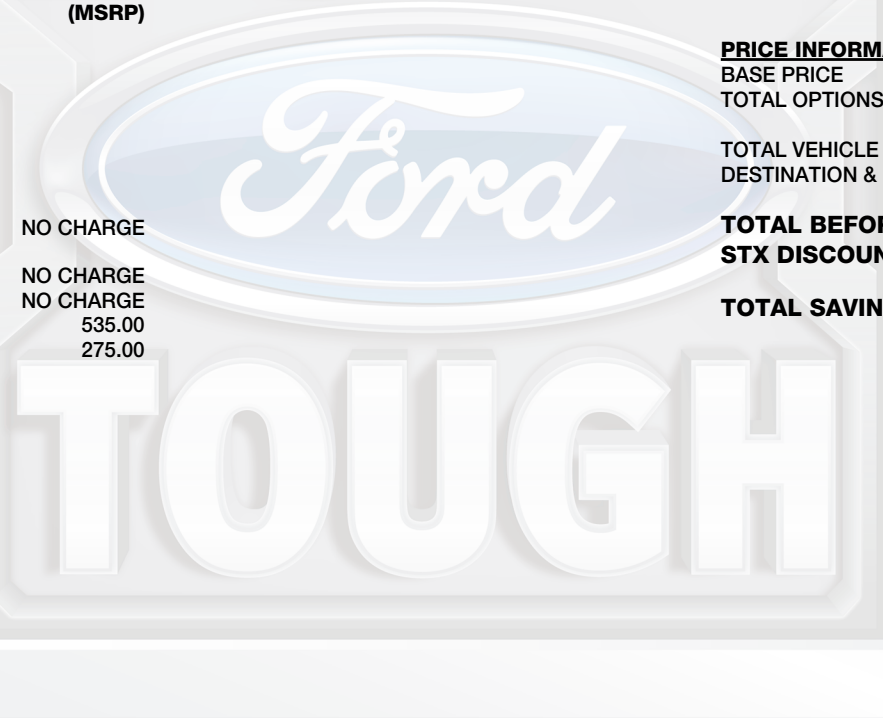 (MSRP)
NO CHARGE
NO CHARGE
NO CHARGE
535.00
275.00
PRICE INFORM
BASE PRICE
TOTAL OPTIONS
TOTAL VEHICLE
DESTINATION &
TOTAL BEFOR
STX DISCOUN
TOTAL SAVIN
Ford
TOUGH